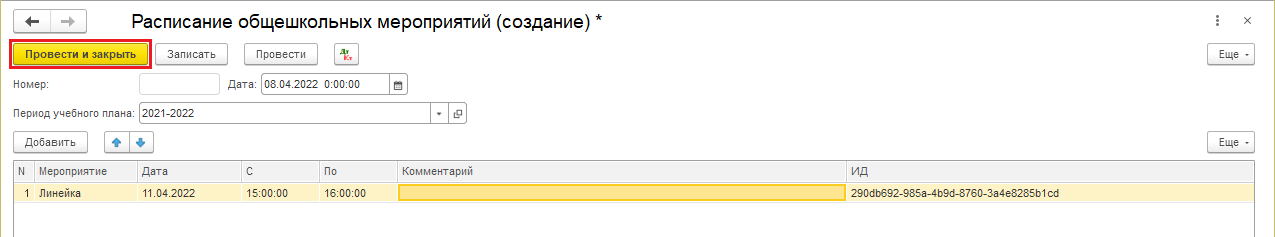 Расписание общешкольных мероприятий (создание) *
Провести и закрыть Записать Провести Дт Кт Еще
Номер: Дата: 08.04.2022 0:00:00
Период учебного плана: 2021-2022
Добавить Еще
N Мероприятие Дата С По Комментарий ИД
1 Линейка 11.04.2022 15:00:00 16:00:00 290db692-985a-4b9d-8760-3a4e8285b1cd